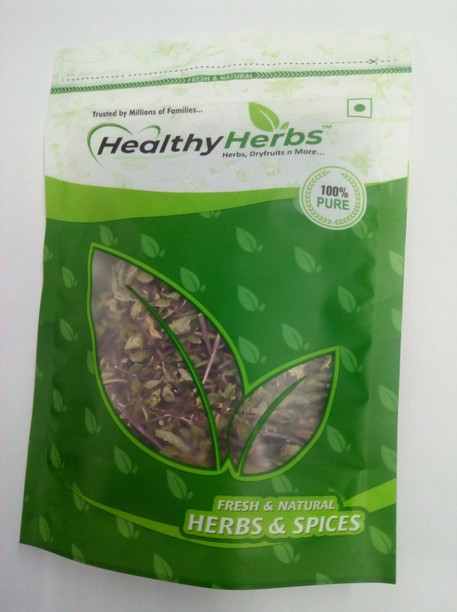 FRESH & NATURAL
Trusted by Millions of Families...
HealthyHerbs™
Herbs, Dryfruits n More...
100%
PURE
FRESH & NATURAL
HERBS & SPICES